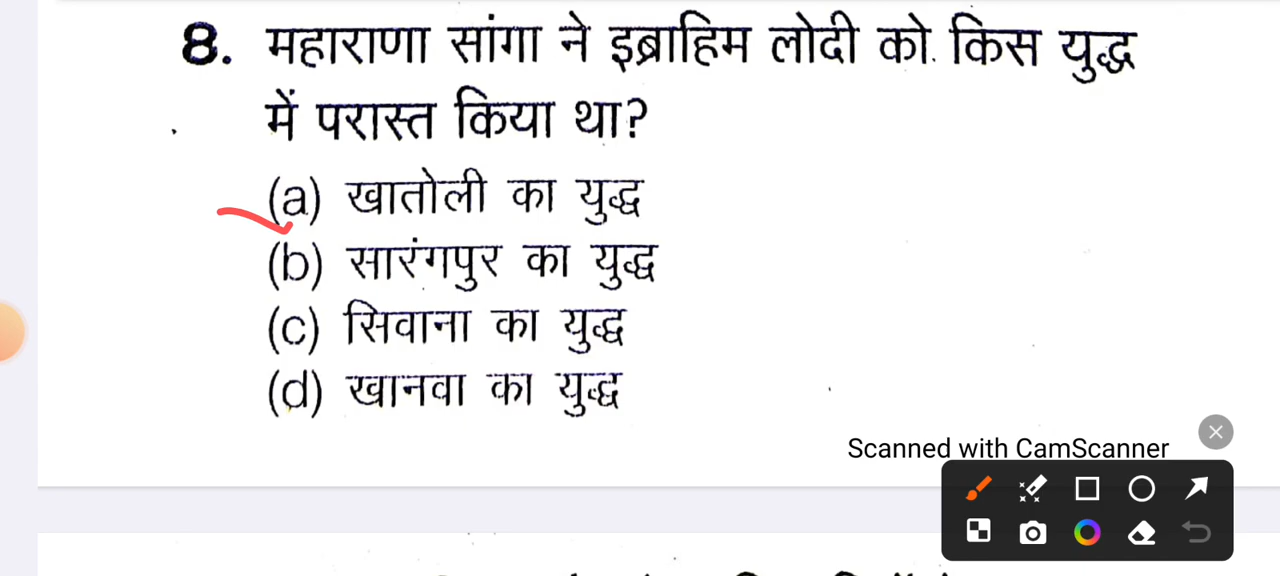 8. महाराणा सांगा ने इब्राहिम लोदी को किस युद्ध
में परास्त किया था?
(a) खातोली का युद्ध
(b) सारंगपुर का युद्ध
(c) सिवाना का युद्ध
(d) खानवा का युद्ध
Scanned with CamScanner